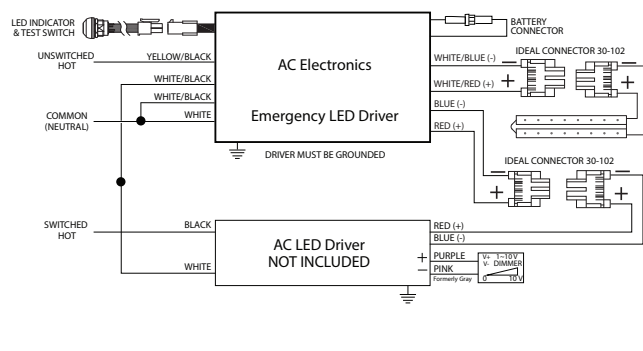 LED INDICATOR
& TEST SWITCH
BATTERY
CONNECTOR
UNSWITCHED
HOT
YELLOW/BLACK
AC Electronics
Emergency LED Driver
WHITE/BLUE (-)
IDEAL CONNECTOR 30-102
− −
WHITE/BLACK
WHITE/RED (+)
+ +
WHITE/BLACK
BLUE (-)
COMMON
(NEUTRAL)
WHITE
RED (+)
DRIVER MUST BE GROUNDED
IDEAL CONNECTOR 30-102
− −
+ +
SWITCHED
HOT
BLACK
AC LED Driver
NOT INCLUDED
RED (+)
BLUE (-)
WHITE
+ PURPLE
− PINK
Formerly Gray
V+ 1~10 V
V- DIMMER
0 10 V